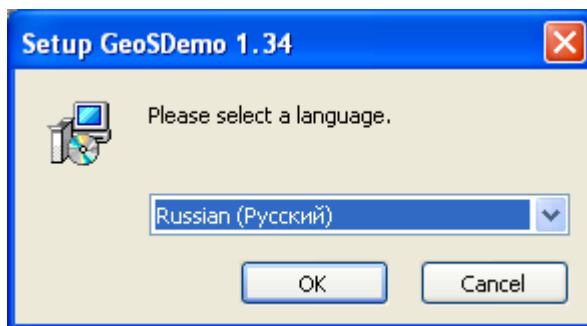 Setup GeoSDemo 1.34
Please select a language.
Russian (Русский)
OK
Cancel